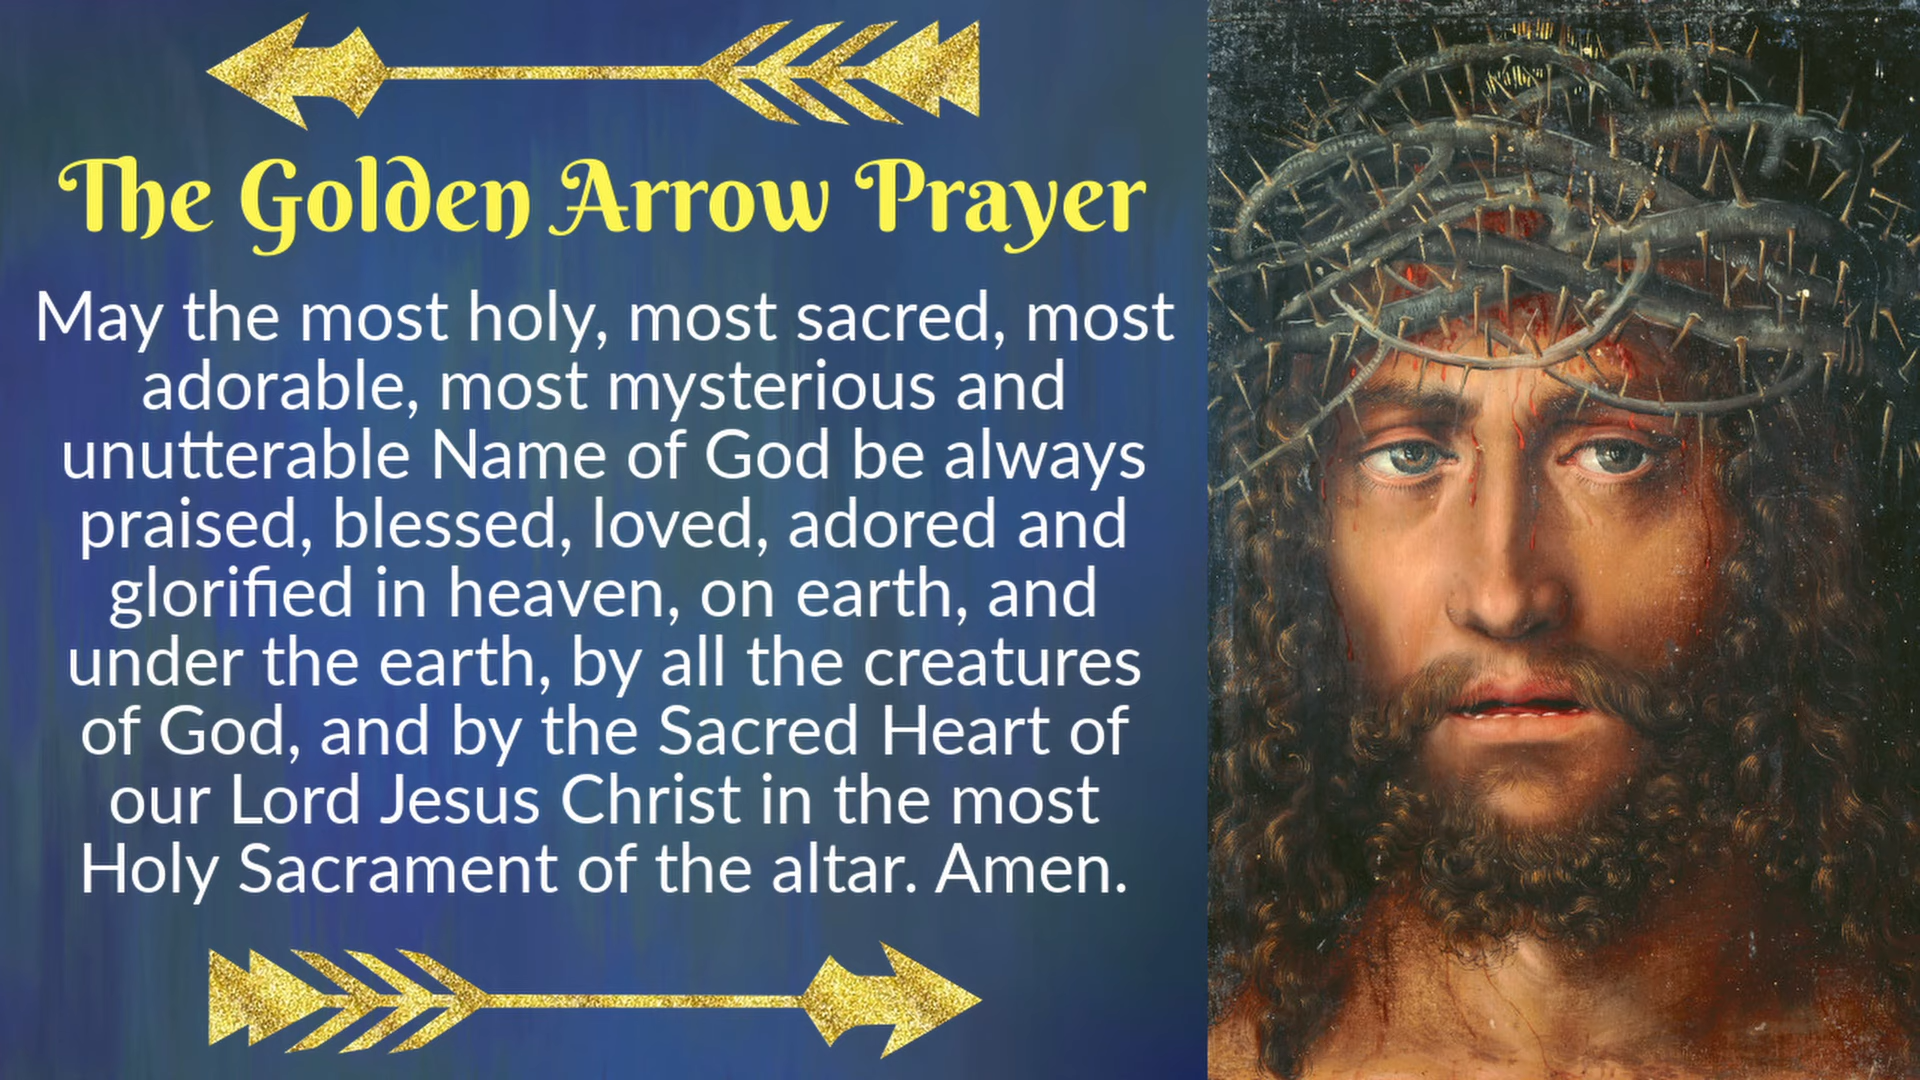 The Golden Arrow Prayer
May the most holy, most sacred, most
adorable, most mysterious and
unutterable Name of God be always
praised, blessed, loved, adored and
glorified in heaven, on earth, and
under the earth, by all the creatures
of God, and by the Sacred Heart of
our Lord Jesus Christ in the most
Holy Sacrament of the altar. Amen.